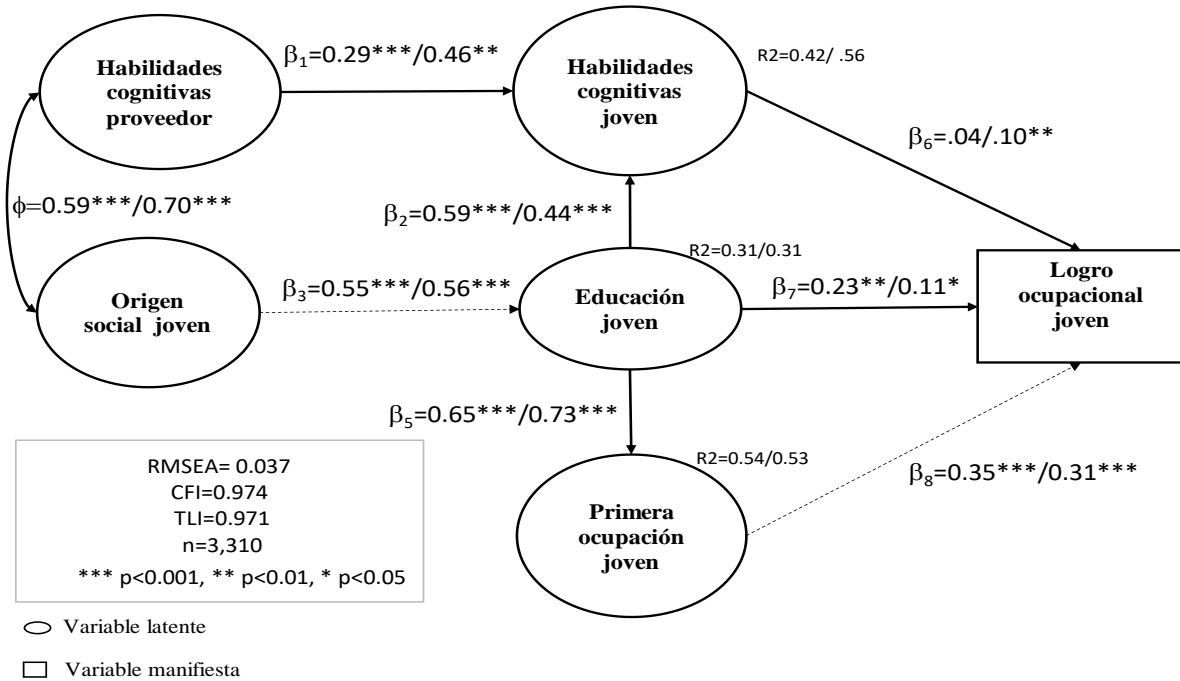 Habilidades
cognitivas
proveedor
β1=0.29***/0.46**
Habilidades
cognitivas
joven
R2=0.42/ .56
β6=.04/.10**
ϕ=0.59***/0.70***
β2=0.59***/0.44***
R2=0.31/0.31
Origen
social joven
β3=0.55***/0.56***
Educación
joven
β7=0.23**/0.11*
Logro
ocupacional
joven
β5=0.65***/0.73***
R2=0.54/0.53
β8=0.35***/0.31***
Primera
ocupación
joven
RMSEA= 0.037
CFI=0.974
TLI=0.971
n=3,310
*** p<0.001, ** p<0.01, * p<0.05
Variable latente
Variable manifiesta